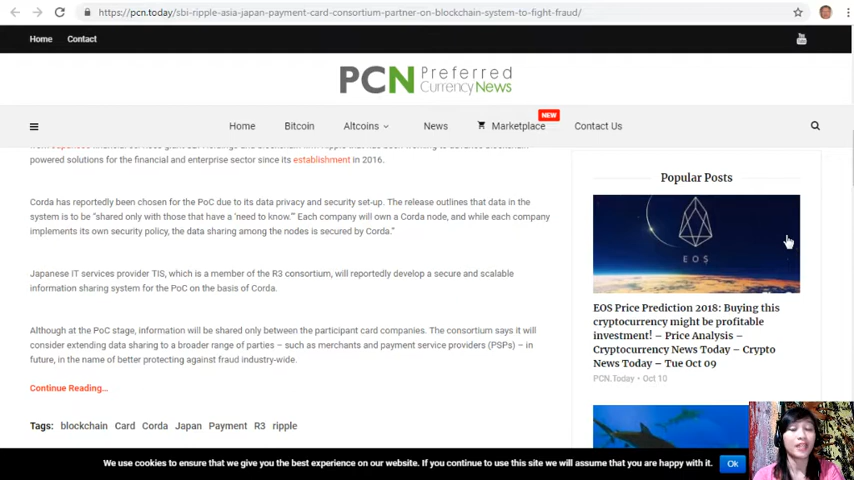 https://pcn.today/sbi-ripple-asia-japan-payment-card-consortium-partner-on-blockchain-system-to-fight-fraud/
Home Contact
You Tube
PCN Preferred Currency News
NEW
Home Bitcoin Altcoins News Marketplace Contact Us
powered solutions for the financial and enterprise sector since its establishment in 2016.
Corda has reportedly been chosen for the PoC due to its data privacy and security set-up. The release outlines that data in the
system is to be “shared only with those that have a ‘need to know.’” Each company will own a Corda node, and while each company
implements its own security policy, the data sharing among the nodes is secured by Corda.”
Japanese IT services provider TIS, which is a member of the R3 consortium, will reportedly develop a secure and scalable
information sharing system for the PoC on the basis of Corda.
Although at the PoC stage, information will be shared only between the participant card companies. The consortium says it will
consider extending data sharing to a broader range of parties – such as merchants and payment service providers (PSPs) – in
future, in the name of better protecting against fraud industry-wide.
Continue Reading...
Tags: blockchain Card Corda Japan Payment R3 ripple
Popular Posts
EOS
EOS Price Prediction 2018: Buying this
cryptocurrency might be profitable
investment! – Price Analysis –
Cryptocurrency News Today – Crypto
News Today – Tue Oct 09
PCN.Today • Oct 10
We use cookies to ensure that we give you the best experience on our website. If you continue to use this site we will assume that you are happy with it. Ok